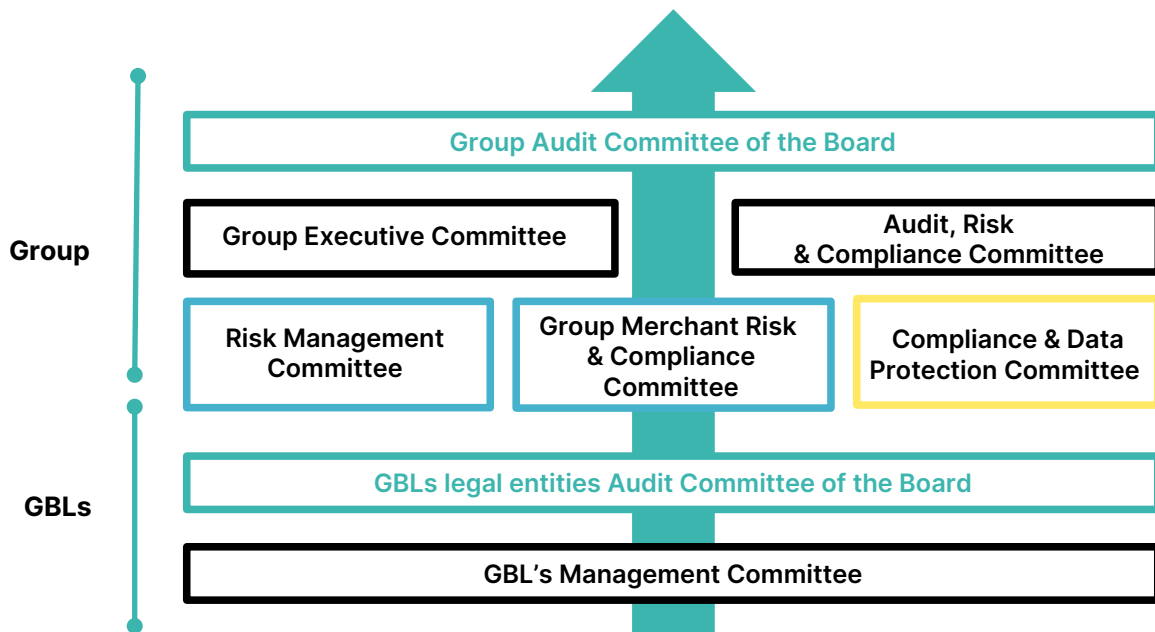 Group Audit Committee of the Board
Group
Group Executive Committee
Audit, Risk
& Compliance Committee
Risk Management
Committee
Group Merchant Risk
& Compliance
Committee
Compliance & Data
Protection Committee
GBLs
GBLs legal entities Audit Committee of the Board
GBL’s Management Committee